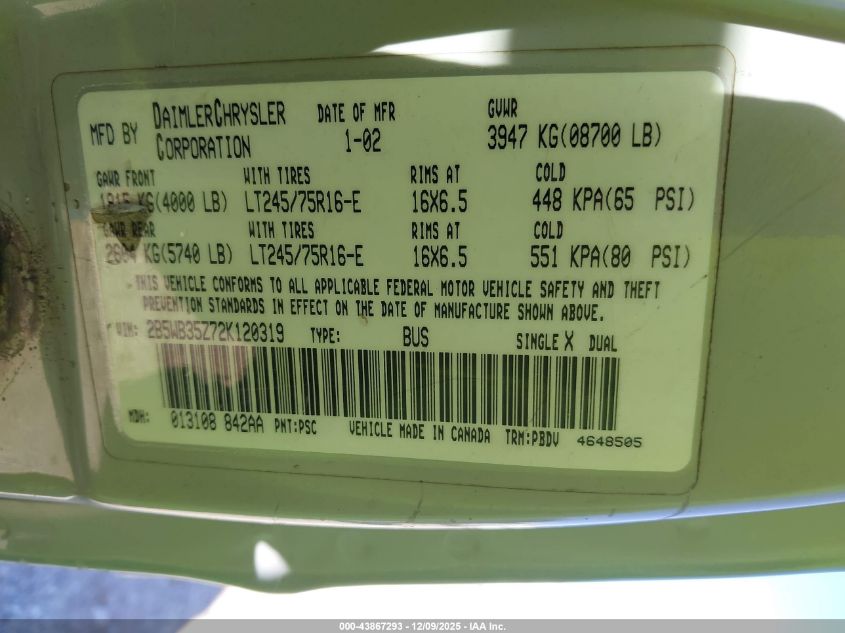 MFD BY DAIMLERCHRYSLER CORPORATION DATE OF MFR 1-02 GVWR 3947 KG(08700 LB)
GAWR FRONT WITH TIRES RIMS AT COLD
1815 KG(4000 LB) LT245/75R16-E 16X6.5 448 KPA(65 PSI)
GAWR REAR WITH TIRES RIMS AT COLD
2604 KG(5740 LB) LT245/75R16-E 16X6.5 551 KPA(80 PSI)
THIS VEHICLE CONFORMS TO ALL APPLICABLE FEDERAL MOTOR VEHICLE SAFETY AND THEFT
PREVENTION STANDARDS IN EFFECT ON THE DATE OF MANUFACTURE SHOWN ABOVE.
VIN: 2B5WB35Z72K120319 TYPE: BUS SINGLE X DUAL
MDH: 013108 842AA PNT:PSC VEHICLE MADE IN CANADA TRM:PBDV 4648505
000-43867293 - 12/09/2025 - IAA Inc.